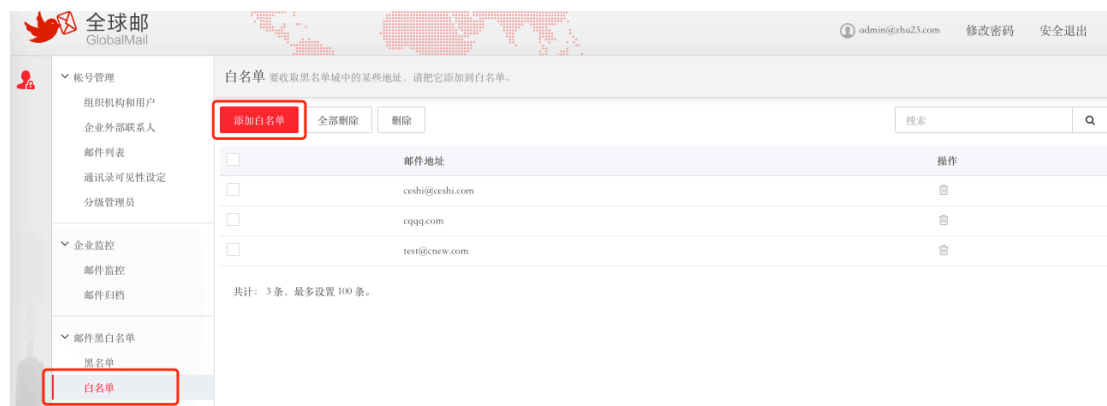 全球邮
GlobalMail
admin@zhu23.com 修改密码 安全退出
帐号管理
组织机构和用户
企业外部联系人
邮件列表
通讯录可见性设定
分级管理员
企业监控
邮件监控
邮件归档
邮件黑白名单
黑名单
白名单
白名单 要收取黑名单域中的某些地址，请把它添加到白名单。
添加白名单 全部删除 删除 搜索
邮件地址 操作
ceshi@ceshi.com
cqqq.com
test@cnew.com
共计： 3 条，最多设置 100 条。